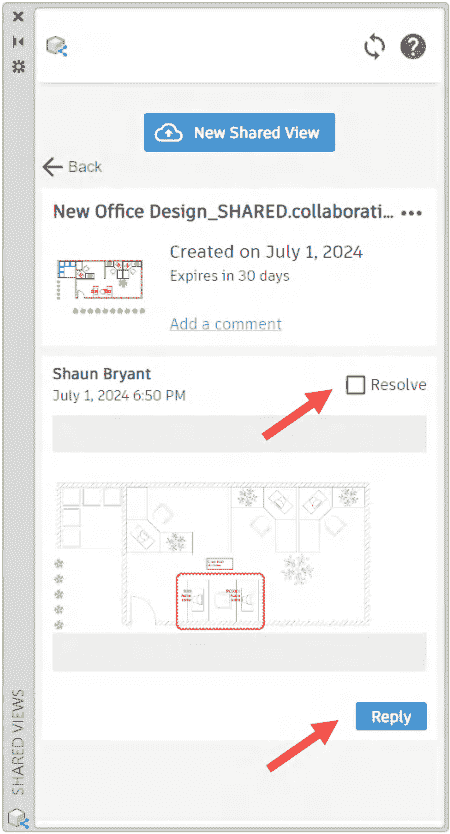 New Shared View
Back
New Office Design_SHARED.collaborati...
Created on July 1, 2024
Expires in 30 days
Add a comment
Shaun Bryant
July 1, 2024 6:50 PM
Resolve
Reply
SHARED VIEWS